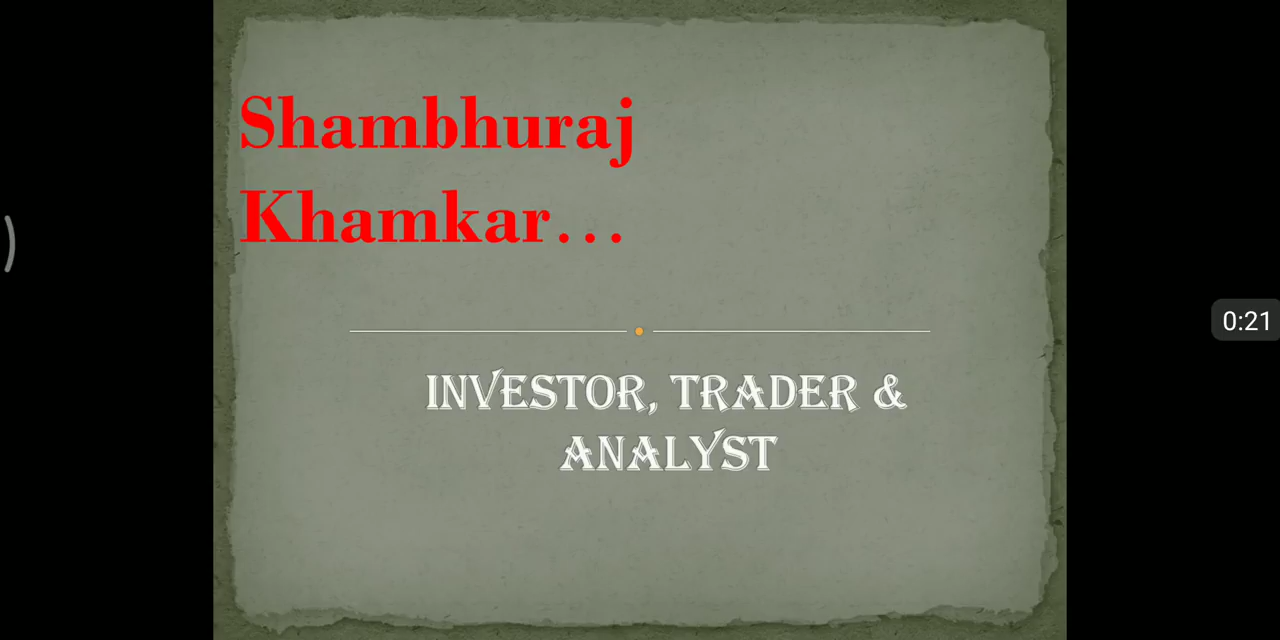 Shambhuraj
Khamkar...
INVESTOR, TRADER &
ANALYST
0:21